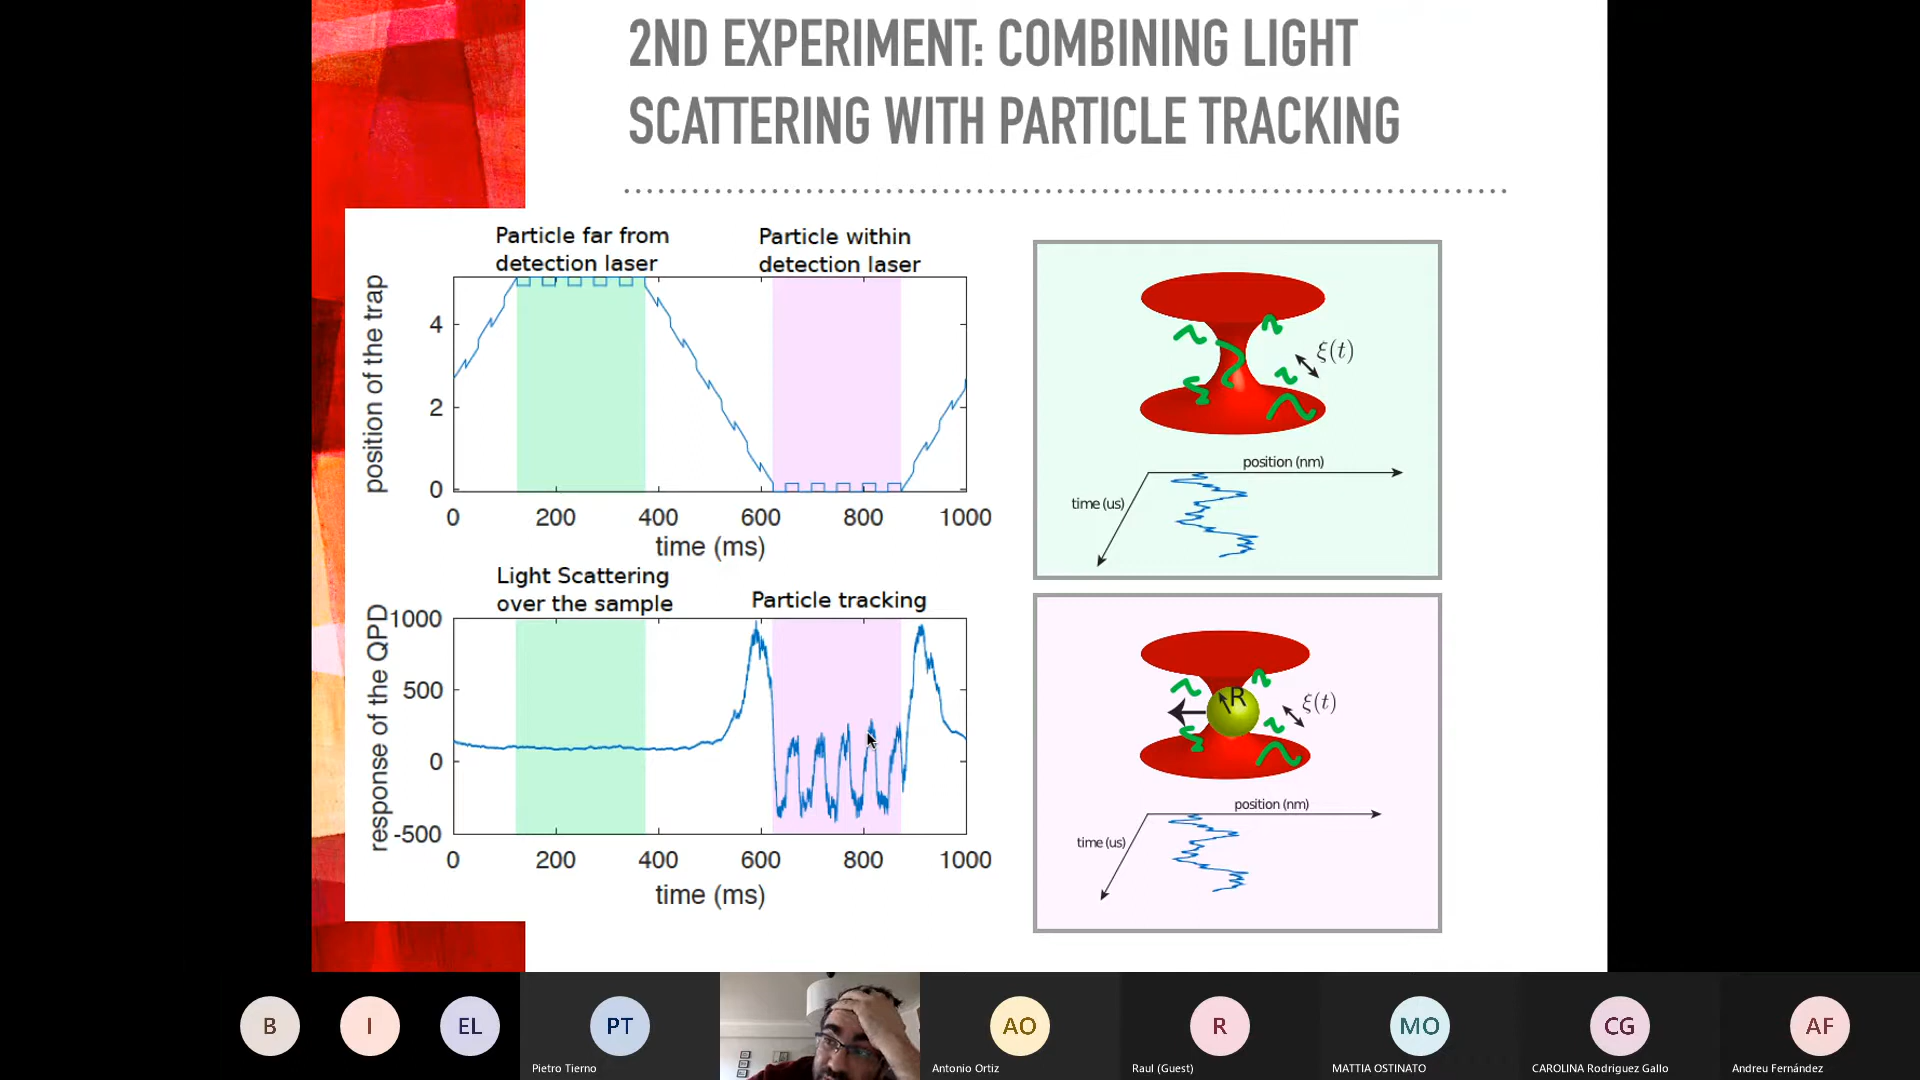 2ND EXPERIMENT: COMBINING LIGHT
SCATTERING WITH PARTICLE TRACKING
Particle far from
detection laser
Particle within
detection laser
position of the trap
4
2
0
0 200 400 600 800 1000
time (ms)
Light Scattering
over the sample
Particle tracking
response of the QPD
1000
500
0
-500
0 200 400 600 800 1000
time (ms)
ξ(t)
position (nm)
time (us)
R
ξ(t)
position (nm)
time (us)
B
I
EL
PT
Pietro Tierno
AO
Antonio Ortiz
R
Raul (Guest)
MO
MATTIA OSTINATO
CG
CAROLINA Rodriguez Gallo
AF
Andreu Fernández